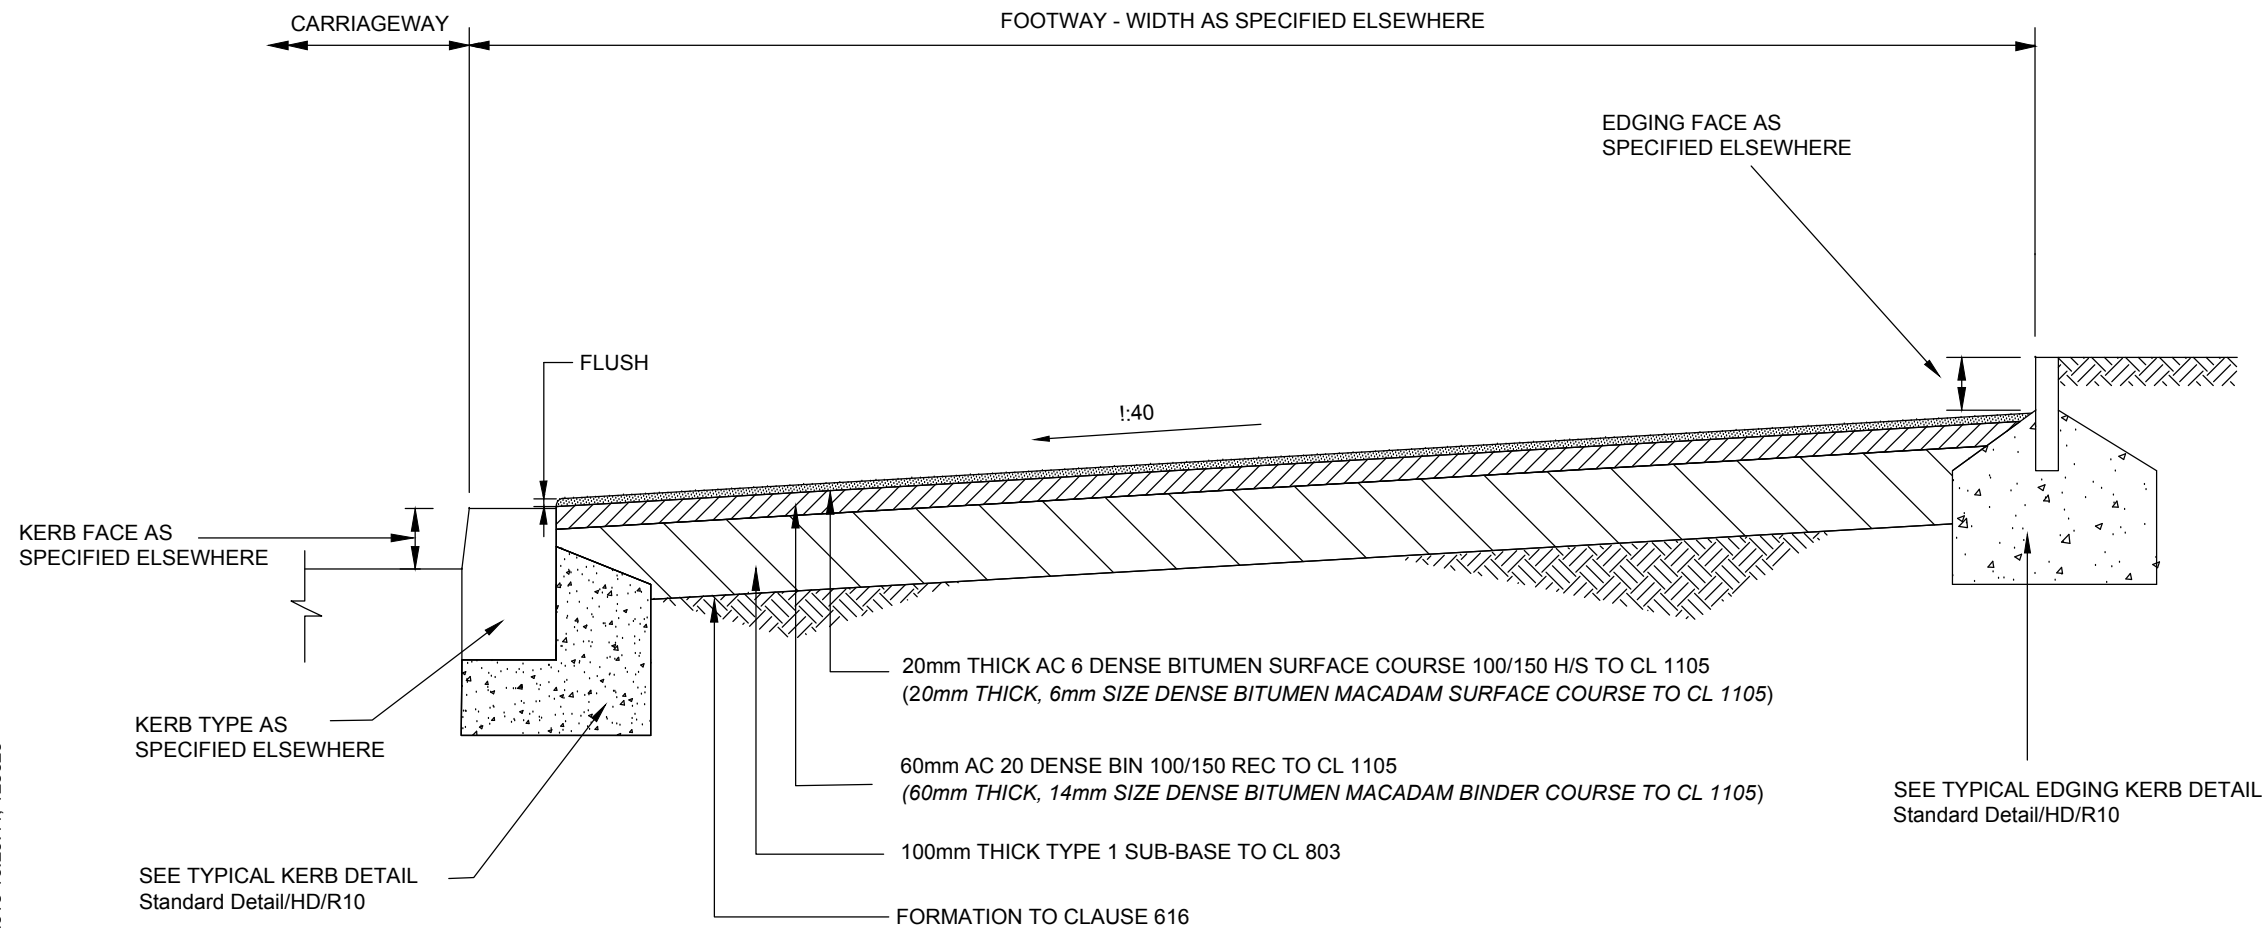 CARRIAGEWAY
FOOTWAY - WIDTH AS SPECIFIED ELSEWHERE
EDGING FACE AS
SPECIFIED ELSEWHERE
FLUSH
!:40
KERB FACE AS
SPECIFIED ELSEWHERE
KERB TYPE AS
SPECIFIED ELSEWHERE
SEE TYPICAL KERB DETAIL
Standard Detail/HD/R10
20mm THICK AC 6 DENSE BITUMEN SURFACE COURSE 100/150 H/S TO CL 1105
(20mm THICK, 6mm SIZE DENSE BITUMEN MACADAM SURFACE COURSE TO CL 1105)
60mm AC 20 DENSE BIN 100/150 REC TO CL 1105
(60mm THICK, 14mm SIZE DENSE BITUMEN MACADAM BINDER COURSE TO CL 1105)
100mm THICK TYPE 1 SUB-BASE TO CL 803
FORMATION TO CLAUSE 616
SEE TYPICAL EDGING KERB DETAIL
Standard Detail/HD/R10